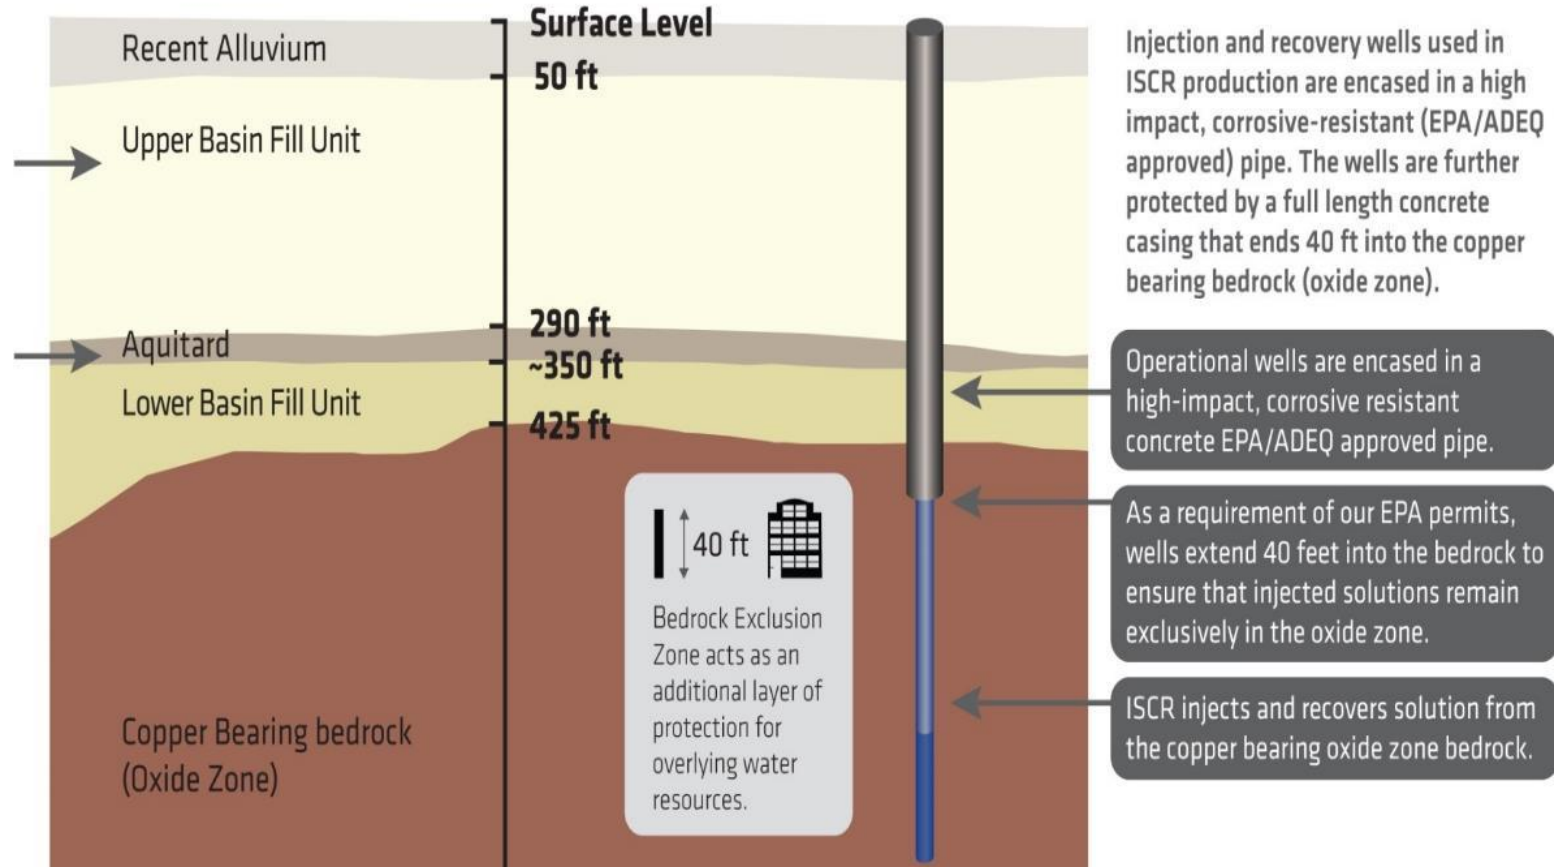 Recent Alluvium
Upper Basin Fill Unit
Aquitard
Lower Basin Fill Unit
Copper Bearing bedrock
(Oxide Zone)
Surface Level
50 ft
290 ft
~350 ft
425 ft
40 ft
Bedrock Exclusion
Zone acts as an
additional layer of
protection for
overlying water
resources.
Injection and recovery wells used in
ISCR production are encased in a high
impact, corrosive-resistant (EPA/ADEQ
approved) pipe. The wells are further
protected by a full length concrete
casing that ends 40 ft into the copper
bearing bedrock (oxide zone).
Operational wells are encased in a
high-impact, corrosive resistant
concrete EPA/ADEQ approved pipe.
As a requirement of our EPA permits,
wells extend 40 feet into the bedrock to
ensure that injected solutions remain
exclusively in the oxide zone.
ISCR injects and recovers solution from
the copper bearing oxide zone bedrock.